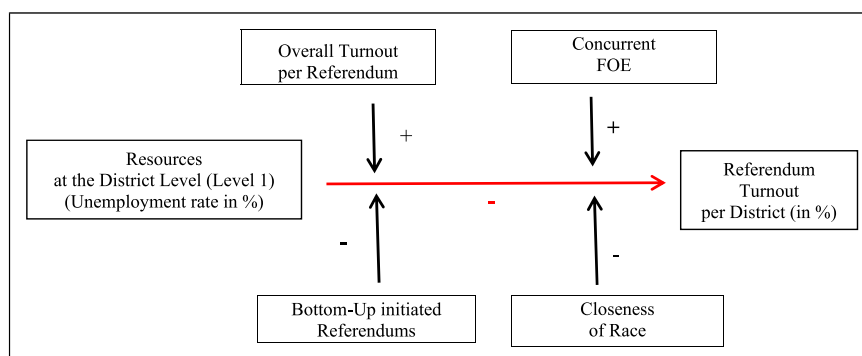 Overall Turnout
per Referendum
Concurrent
FOE
+
+
Resources
at the District Level (Level 1)
(Unemployment rate in %)
Referendum
Turnout
per District (in %)
-
-
-
Bottom-Up initiated
Referendums
Closeness
of Race